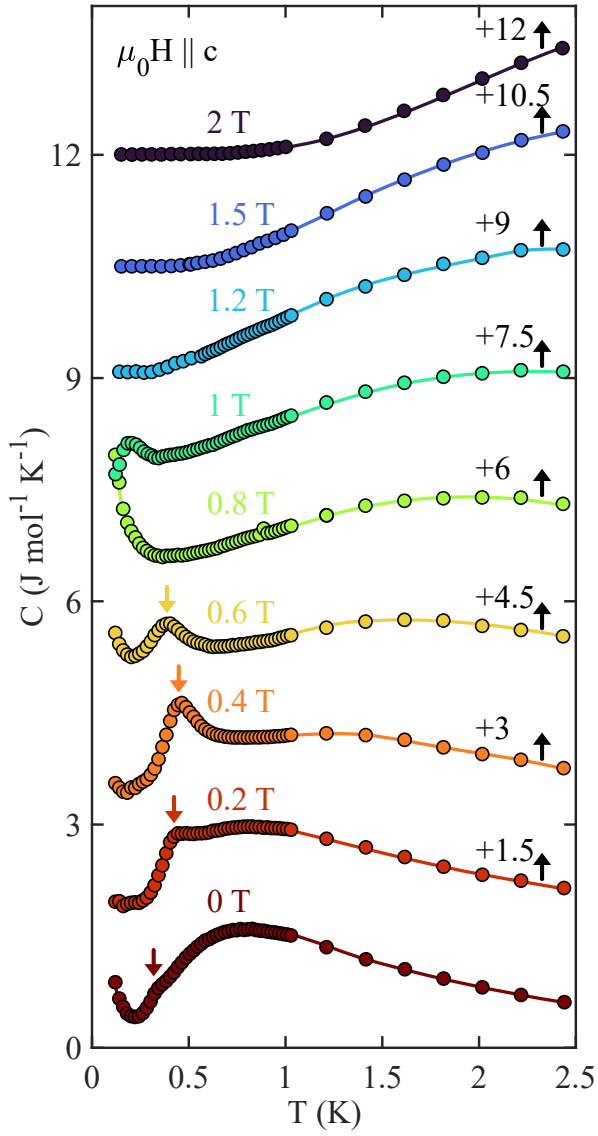 μ₀H || c
+12
2 T
+10.5
12
1.5 T
+9
1.2 T
9
+7.5
1 T
+6
0.8 T
6
+4.5
0.6 T
0.4 T
+3
0.2 T
3
+1.5
0 T
0
0 0.5 1 1.5 2 2.5
T (K)
C (J mol⁻¹ K⁻¹)